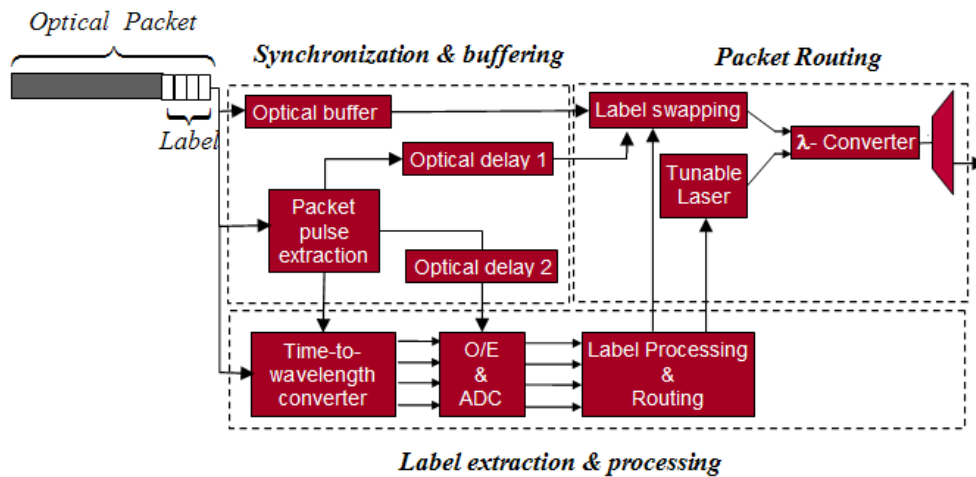 Optical Packet
Synchronization & buffering
Packet Routing
Label
Optical buffer
Optical delay 1
Packet
pulse
extraction
Optical delay 2
Label swapping
Tunable
Laser
λ- Converter
Time-to-
wavelength
converter
O/E
&
ADC
Label Processing
&
Routing
Label extraction & processing